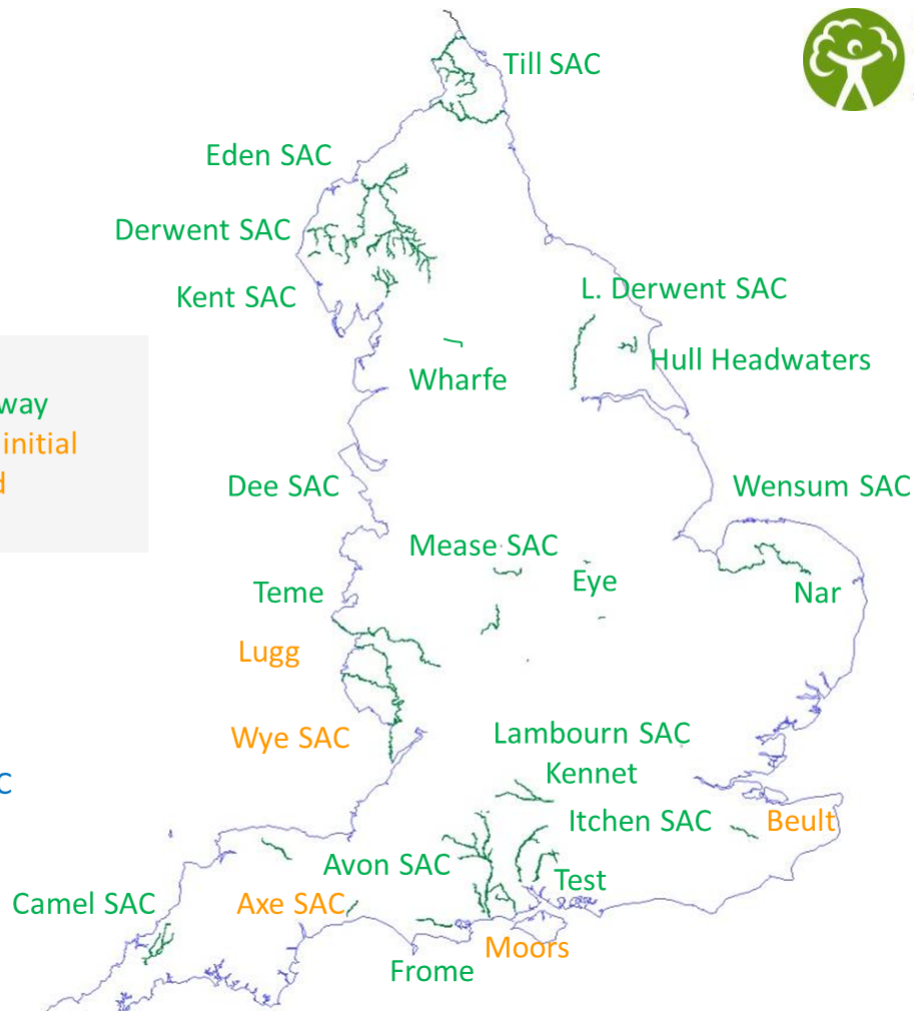 Till SAC
Eden SAC
Derwent SAC
Kent SAC
L. Derwent SAC
Hull Headwaters
Wharfe
way
initial
d
Dee SAC
Wensum SAC
Mease SAC
Eye
Teme
Nar
Lugg
Wye SAC
Lambourn SAC
Kennet
C
Itchen SAC
Beult
Avon SAC
Test
Camel SAC
Axe SAC
Moors
Frome